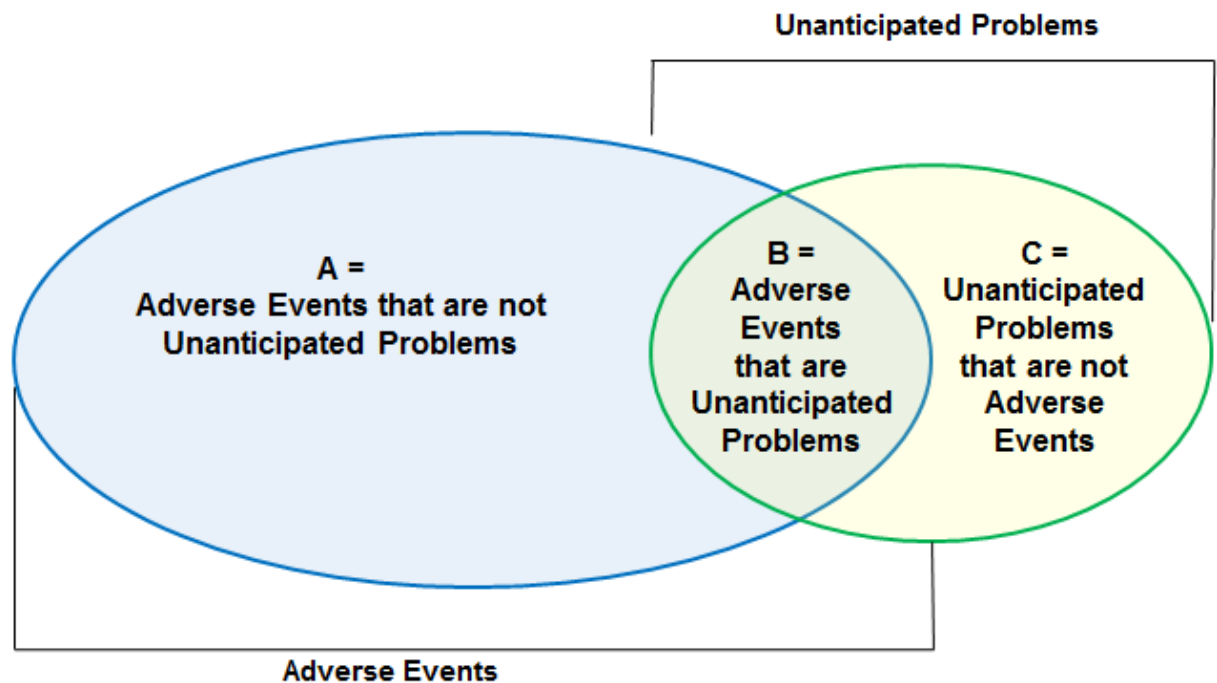 Unanticipated Problems
A =
Adverse Events that are not
Unanticipated Problems
B =
Adverse
Events
that are
Unanticipated
Problems
C =
Unanticipated
Problems
that are not
Adverse
Events
Adverse Events